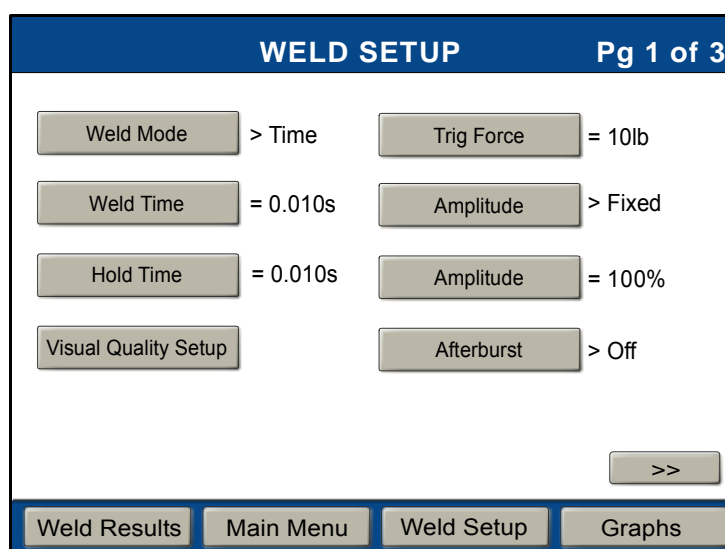 WELD SETUP Pg 1 of 3
Weld Mode > Time Trig Force = 10lb
Weld Time = 0.010s Amplitude > Fixed
Hold Time = 0.010s Amplitude = 100%
Visual Quality Setup Afterburst > Off
>>
Weld Results Main Menu Weld Setup Graphs